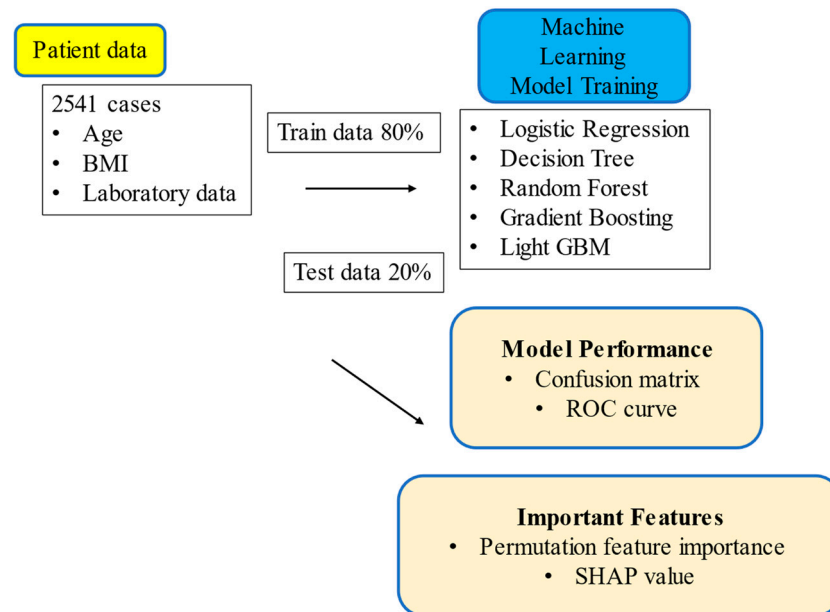 Patient data
2541 cases
• Age
• BMI
• Laboratory data
Train data 80%
Test data 20%
Machine
Learning
Model Training
• Logistic Regression
• Decision Tree
• Random Forest
• Gradient Boosting
• Light GBM
Model Performance
• Confusion matrix
• ROC curve
Important Features
• Permutation feature importance
• SHAP value